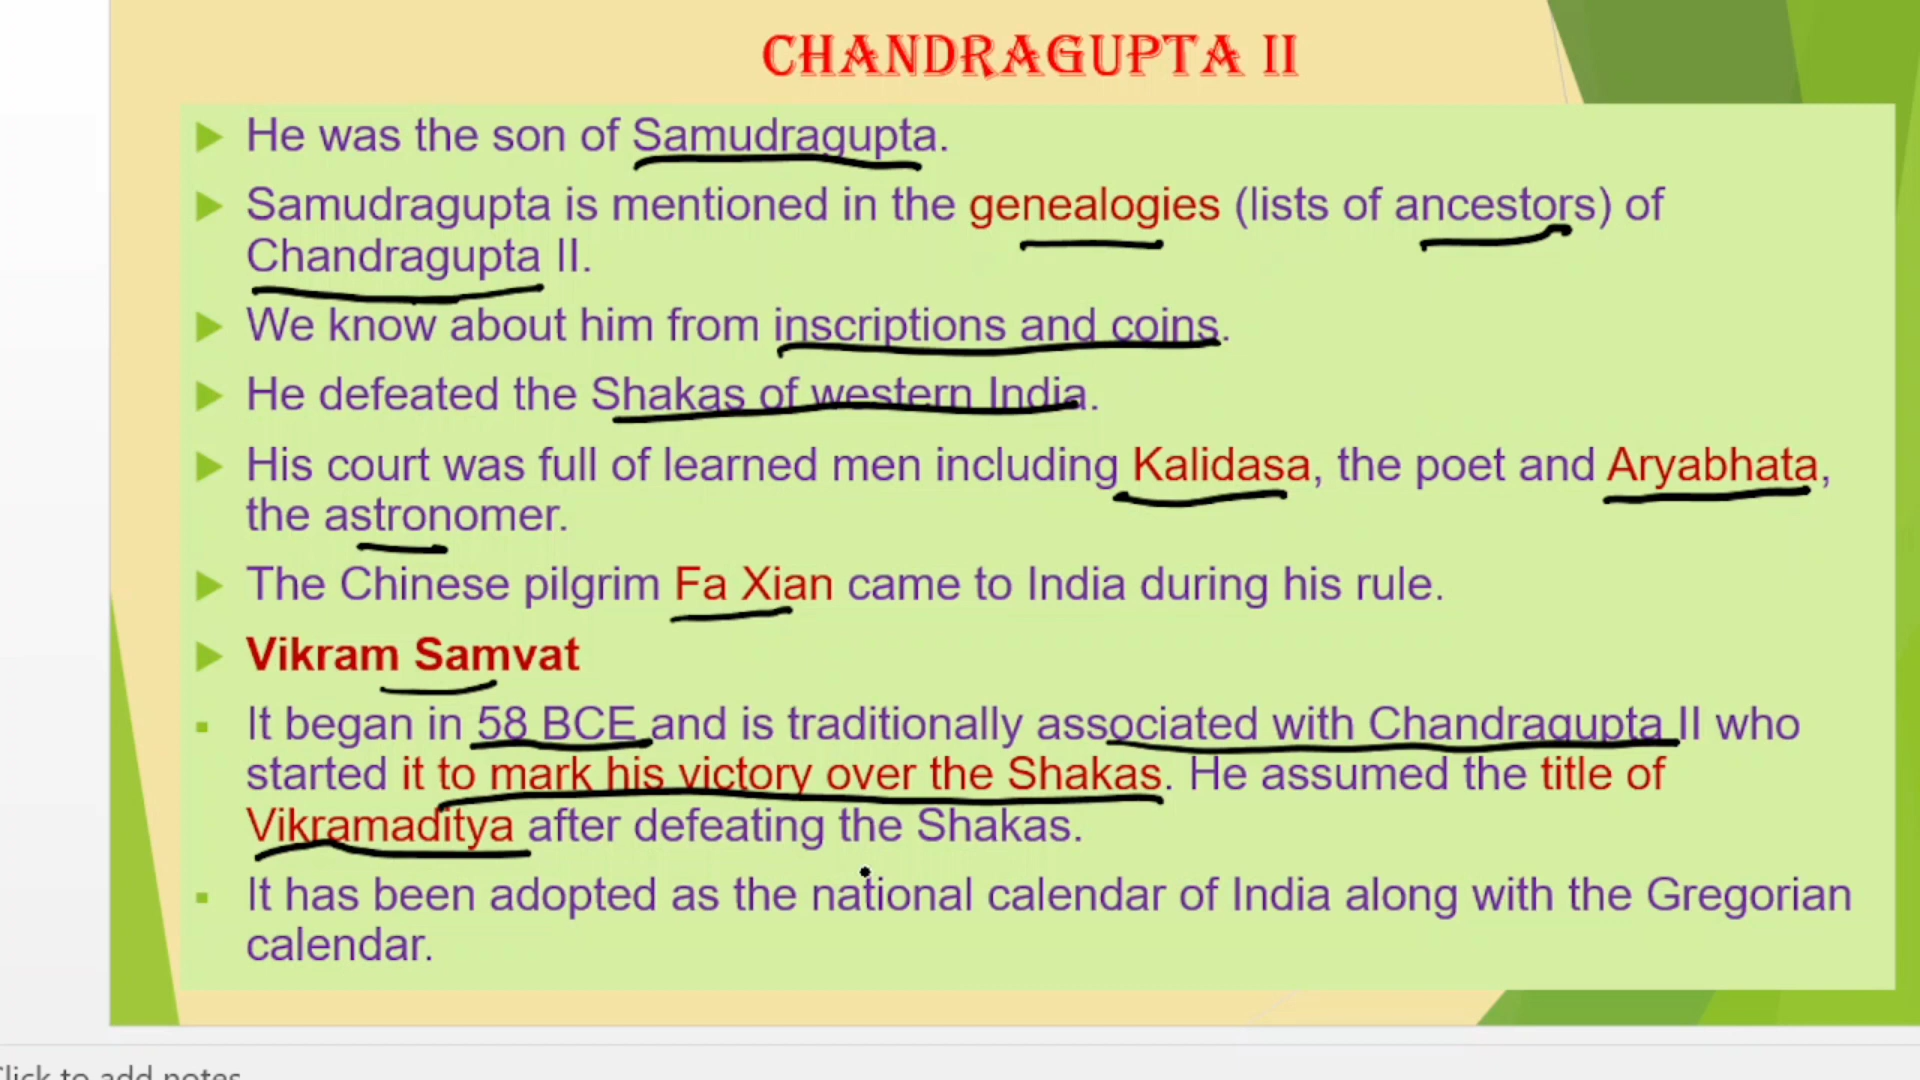 CHANDRAGUPTA II
He was the son of Samudragupta.
Samudragupta is mentioned in the genealogies (lists of ancestors) of
Chandragupta II.
We know about him from inscriptions and coins.
He defeated the Shakas of western India.
His court was full of learned men including Kalidasa, the poet and Aryabhata,
the astronomer.
The Chinese pilgrim Fa Xian came to India during his rule.
Vikram Samvat
It began in 58 BCE and is traditionally associated with Chandragupta II who
started it to mark his victory over the Shakas. He assumed the title of
Vikramaditya after defeating the Shakas.
It has been adopted as the national calendar of India along with the Gregorian
calendar.
Click to add notes